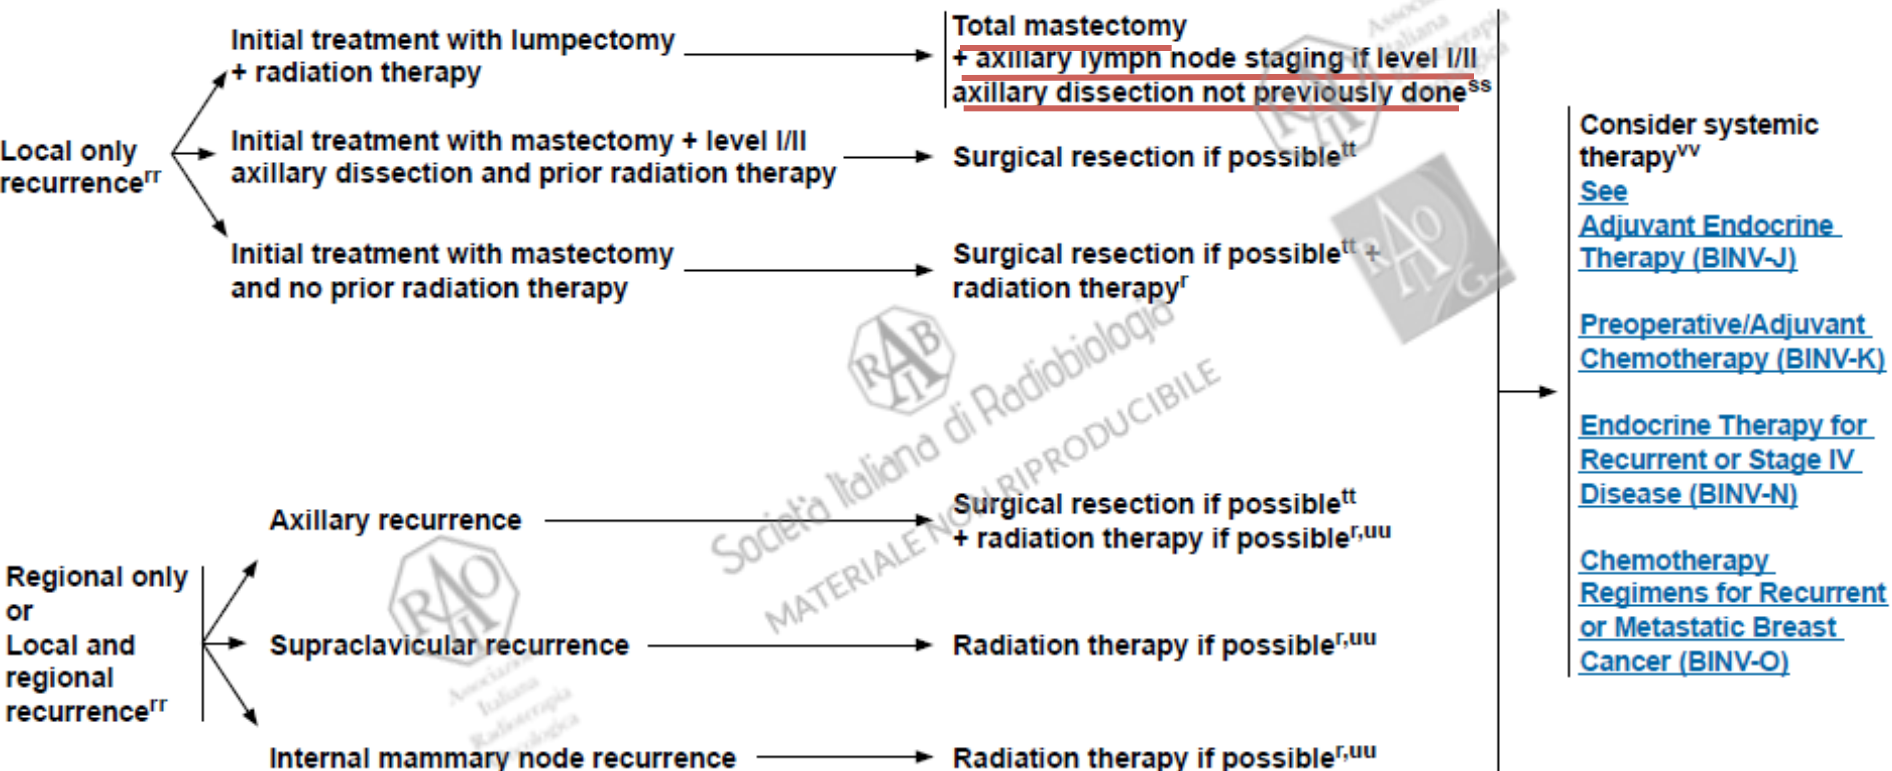 Initial treatment with lumpectomy
+ radiation therapy
Total mastectomy
+ axillary lymph node staging if level I/II
axillary dissection not previously done^ss
Local only
recurrence^rr
Initial treatment with mastectomy + level I/II
axillary dissection and prior radiation therapy
Surgical resection if possible^tt
Initial treatment with mastectomy
and no prior radiation therapy
Surgical resection if possible^tt +
radiation therapy^r
Regional only
or
Local and
regional
recurrence^rr
Axillary recurrence
Surgical resection if possible^tt
+ radiation therapy if possible^r,uu
Supraclavicular recurrence
Radiation therapy if possible^r,uu
Internal mammary node recurrence
Radiation therapy if possible^r,uu
Consider systemic
therapy^vv
See
Adjuvant Endocrine
Therapy (BINV-J)
Preoperative/Adjuvant
Chemotherapy (BINV-K)
Endocrine Therapy for
Recurrent or Stage IV
Disease (BINV-N)
Chemotherapy
Regimens for Recurrent
or Metastatic Breast
Cancer (BINV-O)
Società Italiana di Radiobiologia
MATERIALE NON RIPRODUCIBILE
Italiana